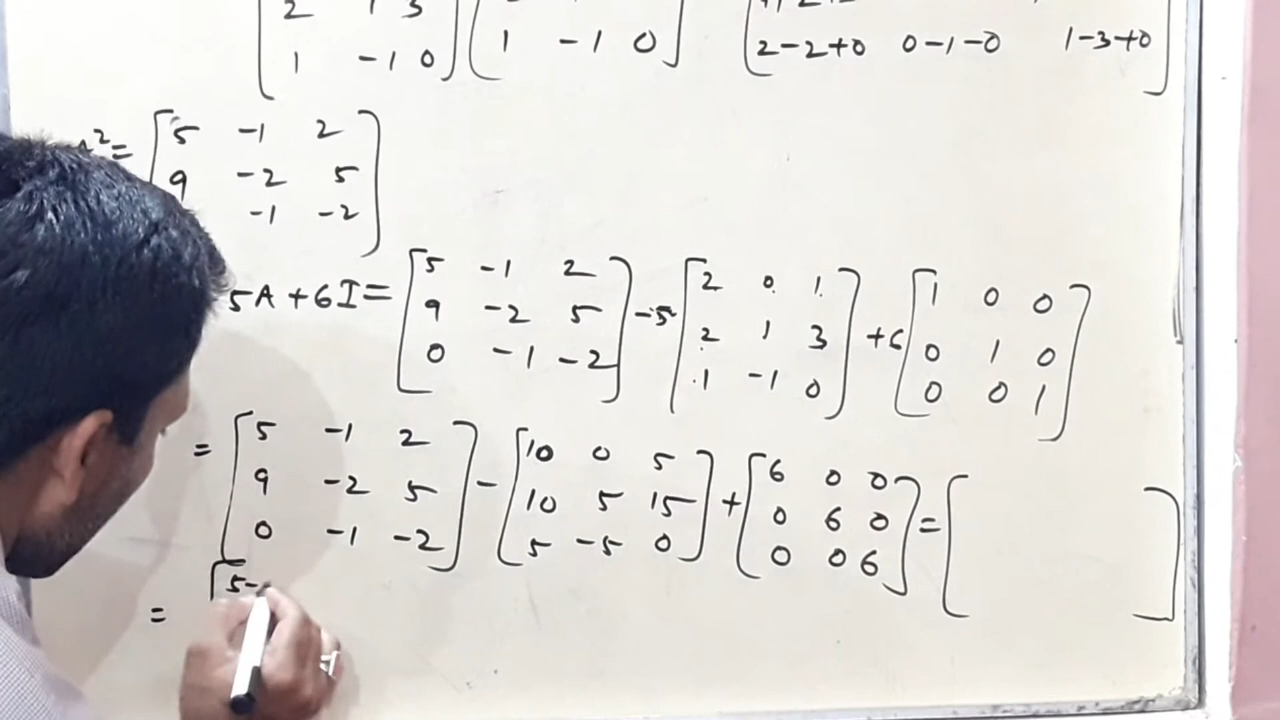 2 1 3 1 -1 0
1 -1 0 2-2+0 0-1-0 1-3+0
A²= [5 -1 2
9 -2 5
-1 -2]
5A+6I= [5 -1 2 9 -2 5 0 -1 -2] -5 [2 0 1 2 1 3 1 -1 0] +6 [1 0 0 0 1 0 0 0 1]
= [5 -1 2 9 -2 5 0 -1 -2] - [10 0 5 10 5 15 5 -5 0] + [6 0 0 0 6 0 0 0 6] = [ ]
= [5-